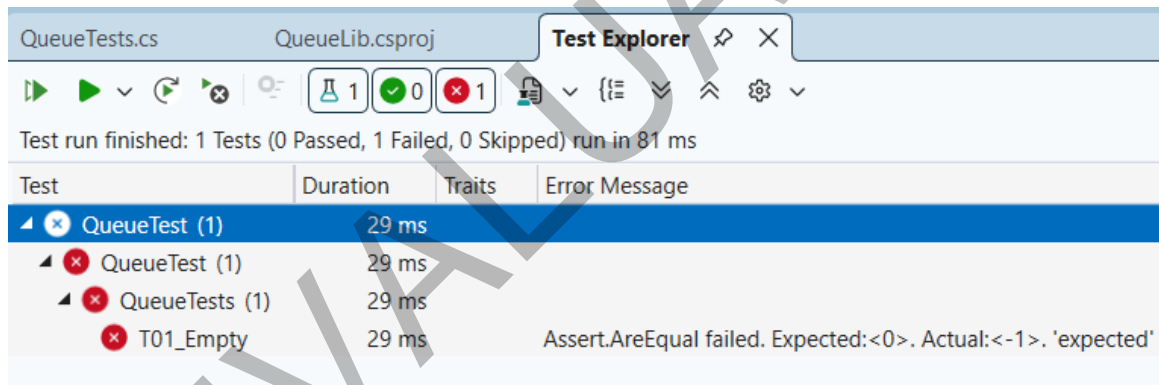 QueueTests.cs QueueLib.csproj Test Explorer
1 0 1
Test run finished: 1 Tests (0 Passed, 1 Failed, 0 Skipped) run in 81 ms
Test Duration Traits Error Message
QueueTest (1) 29 ms
QueueTest (1) 29 ms
QueueTests (1) 29 ms
T01_Empty 29 ms Assert.AreEqual failed. Expected:<0>. Actual:<-1>. 'expected'